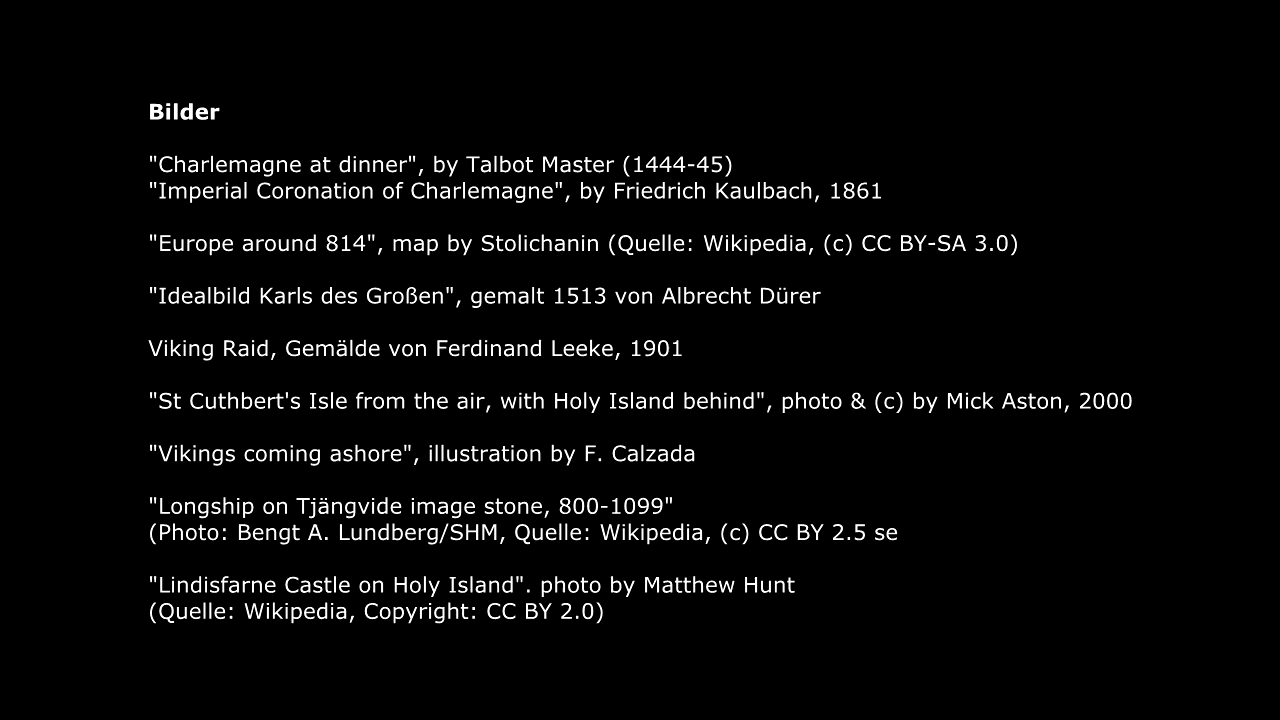 Bilder
"Charlemagne at dinner", by Talbot Master (1444-45)
"Imperial Coronation of Charlemagne", by Friedrich Kaulbach, 1861
"Europe around 814", map by Stolichanin (Quelle: Wikipedia, (c) CC BY-SA 3.0)
"Idealbild Karls des Großen", gemalt 1513 von Albrecht Dürer
Viking Raid, Gemälde von Ferdinand Leeke, 1901
"St Cuthbert's Isle from the air, with Holy Island behind", photo & (c) by Mick Aston, 2000
"Vikings coming ashore", illustration by F. Calzada
"Longship on Tjängvide image stone, 800-1099"
(Photo: Bengt A. Lundberg/SHM, Quelle: Wikipedia, (c) CC BY 2.5 se
"Lindisfarne Castle on Holy Island". photo by Matthew Hunt
(Quelle: Wikipedia, Copyright: CC BY 2.0)